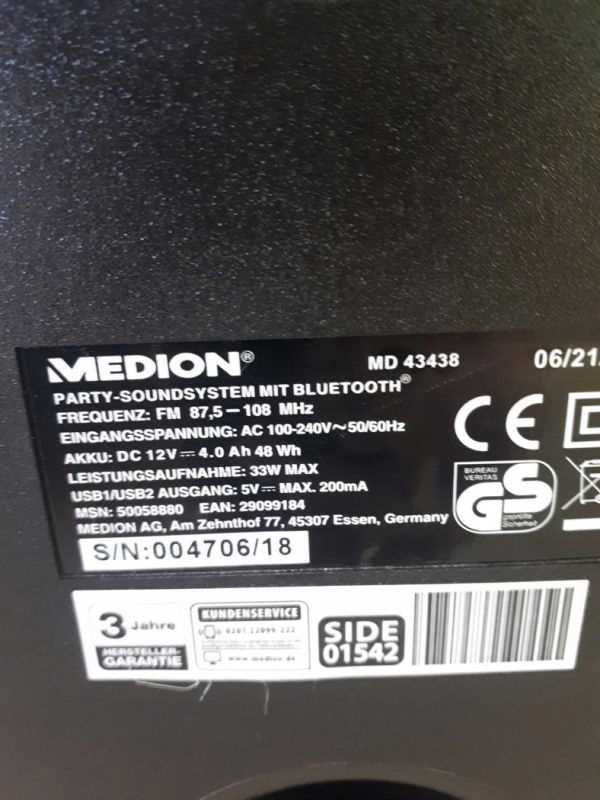 MEDION® MD 43438 06/21
PARTY-SOUNDSYSTEM MIT BLUETOOTH®
FREQUENZ: FM 87,5 – 108 MHz
EINGANGSSPANNUNG: AC 100-240V~50/60Hz
AKKU: DC 12V ⎓ 4.0 Ah 48 Wh
LEISTUNGSAUFNAHME: 33W MAX
USB1/USB2 AUSGANG: 5V ⎓ MAX. 200mA
MSN: 50058880 EAN: 29099184
MEDION AG, Am Zehnthof 77, 45307 Essen, Germany
S/N:004706/18
CE
BUREAU
VERITAS
GS
geprüfte
Sicherheit
3 Jahre
HERSTELLER-
GARANTIE
KUNDENSERVICE
0201 22099-222
www.medion.de
SIDE
01542